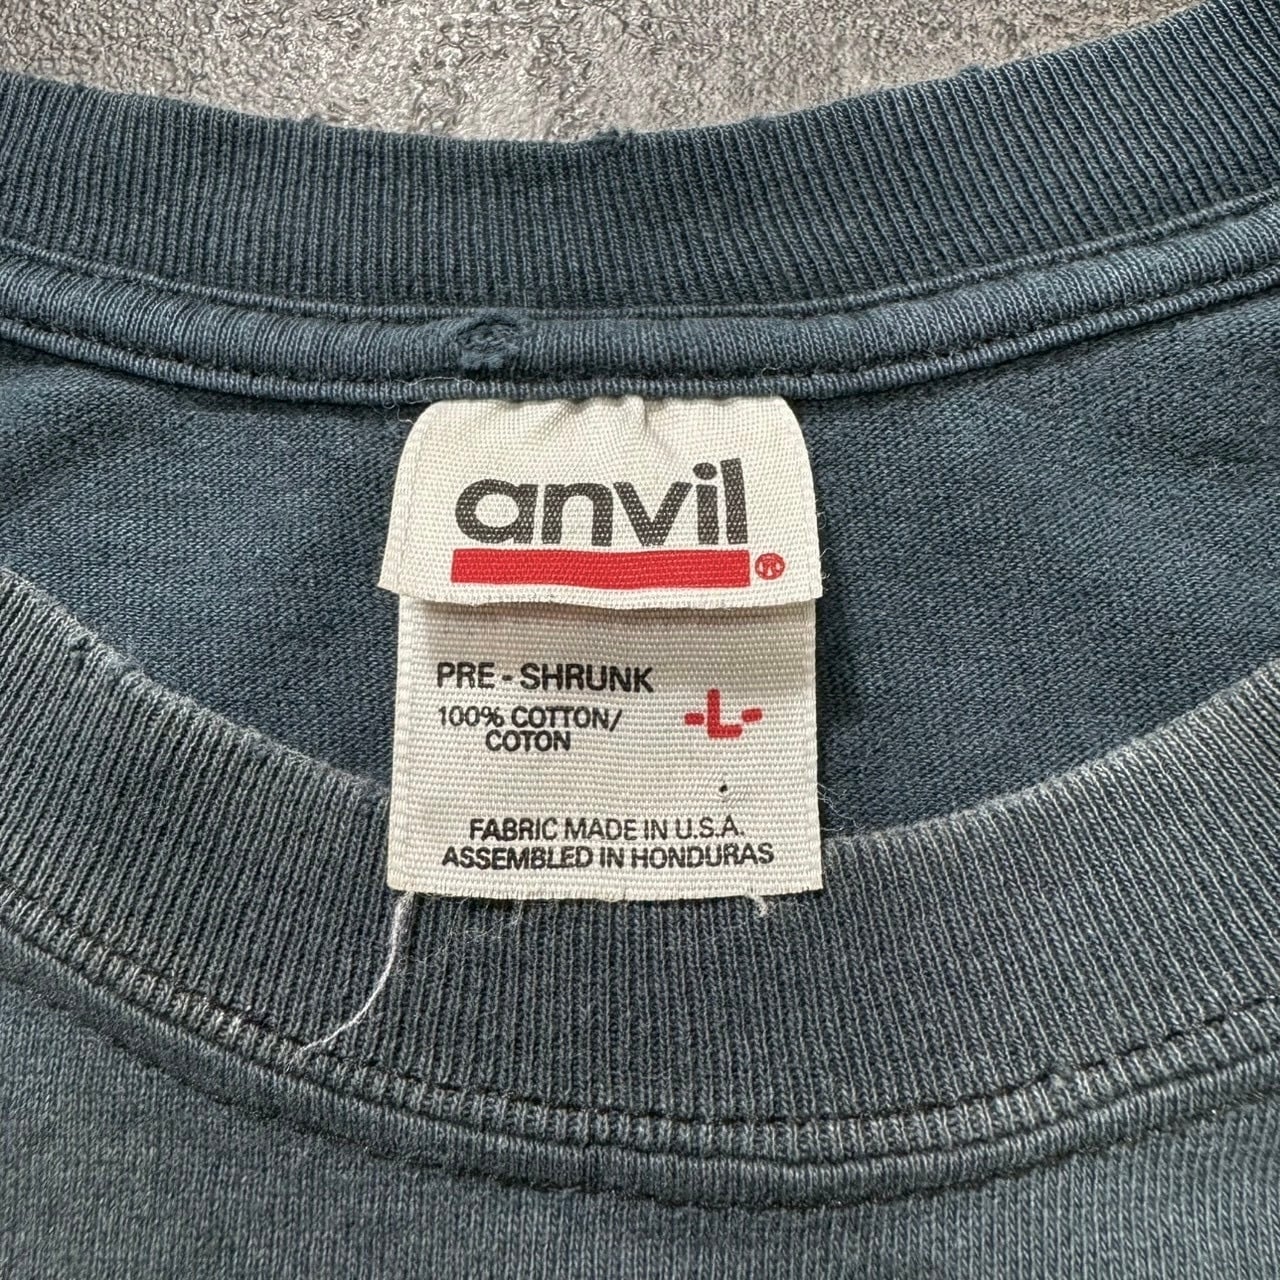 anvil®
PRE-SHRUNK
100% COTTON/
COTON
-L-
FABRIC MADE IN U.S.A.
ASSEMBLED IN HONDURAS